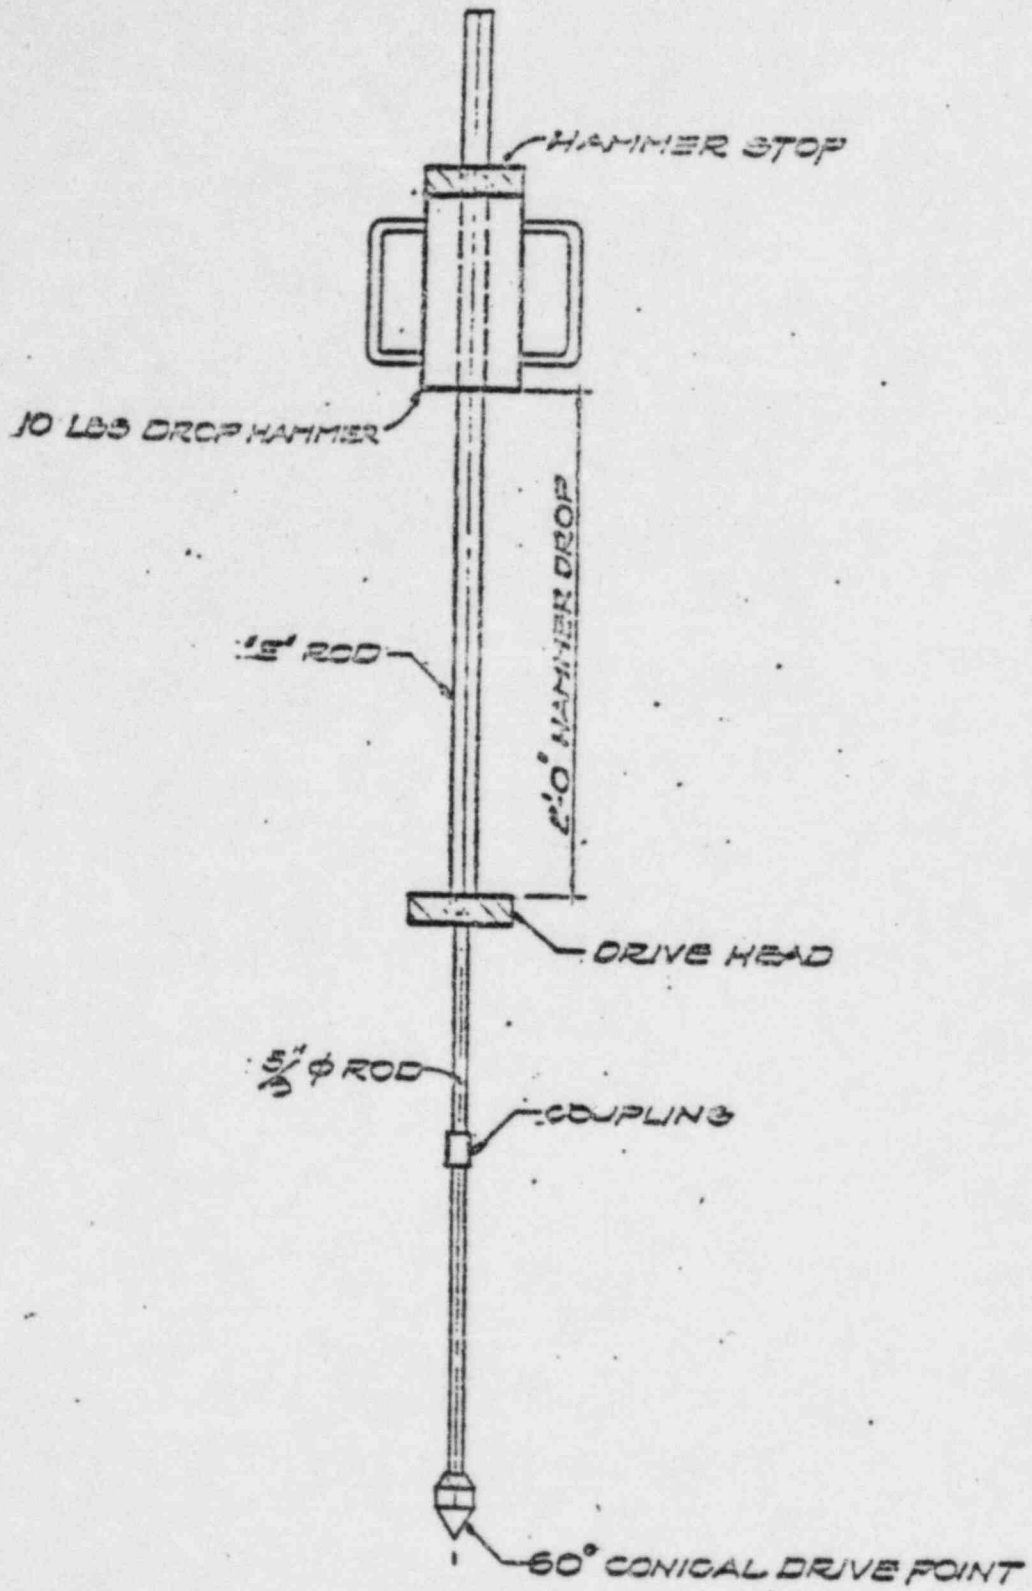 HAMMER STOP
10 LBS DROP HAMMER
2'-0" HAMMER DROP
"E" ROD
DRIVE HEAD
5/8" φ ROD
COUPLING
60° CONICAL DRIVE POINT